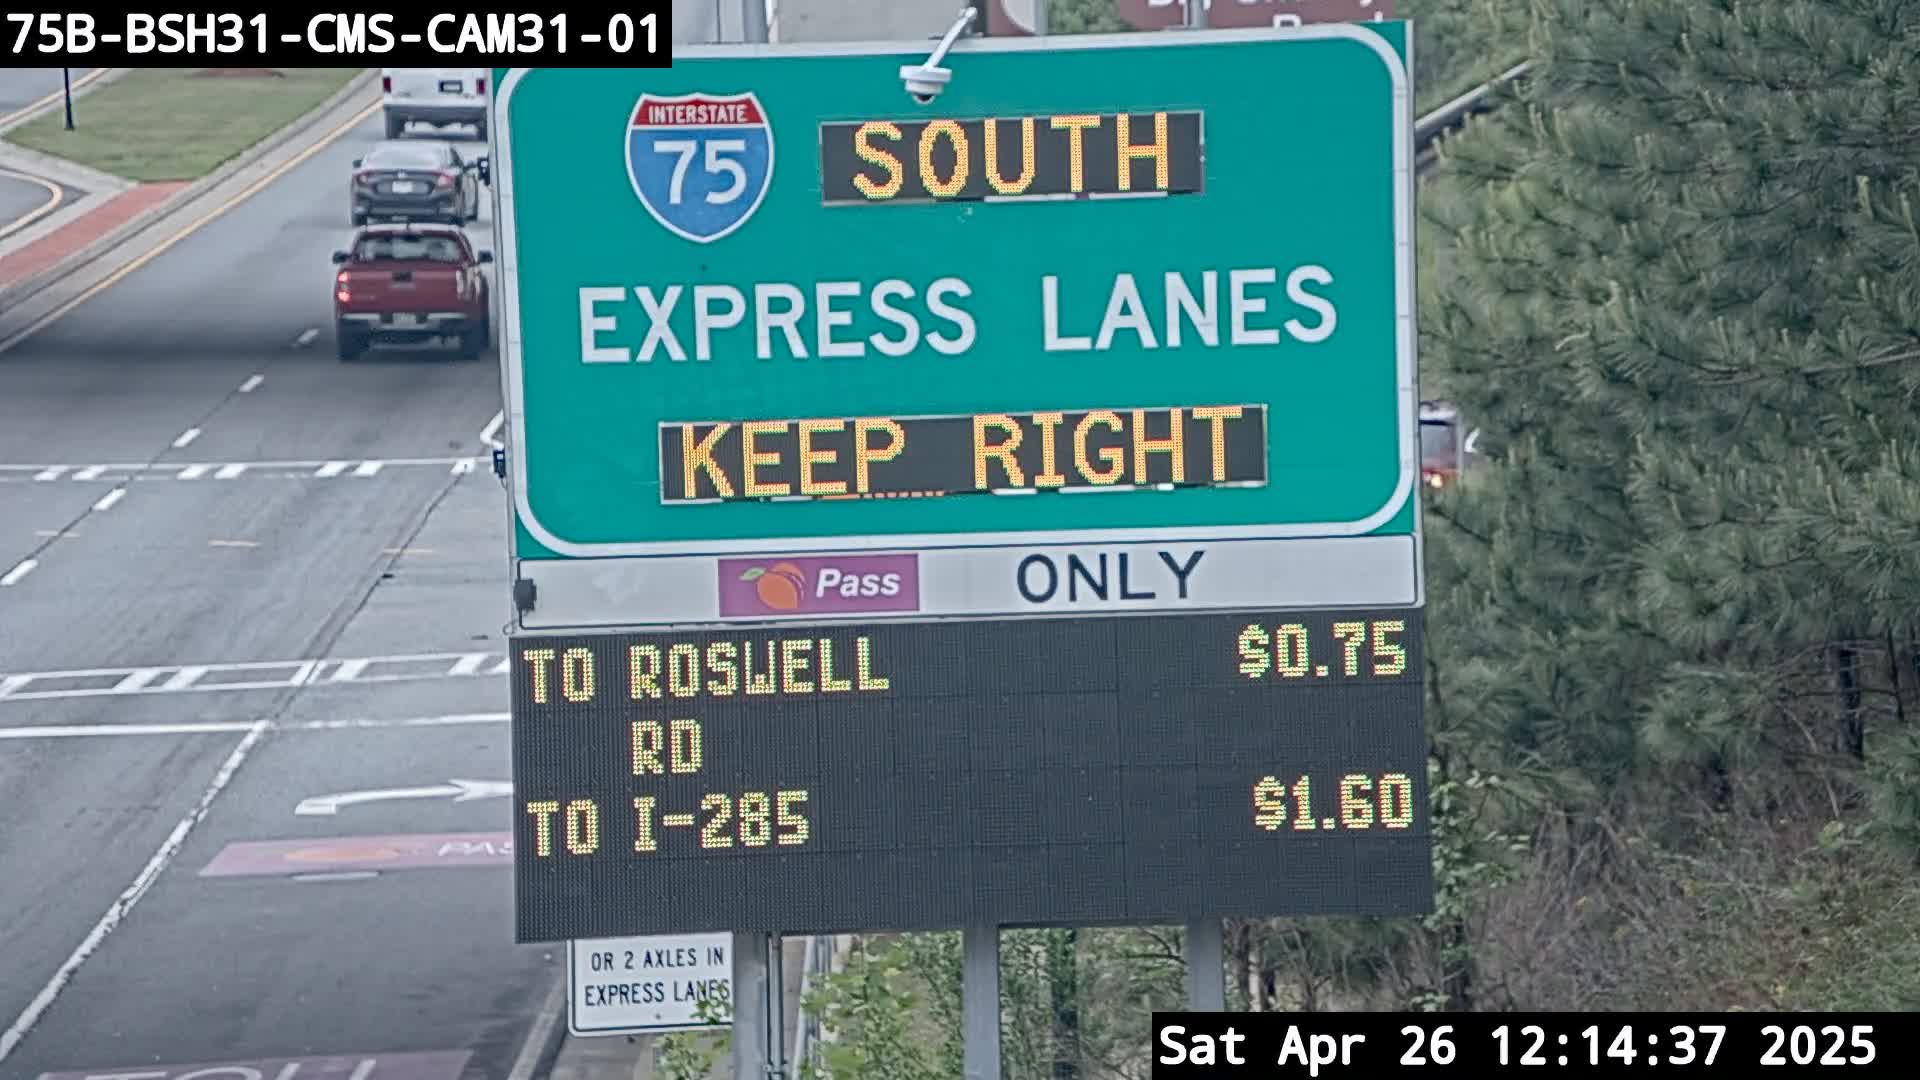 75B-BSH31-CMS-CAM31-01
INTERSTATE
75
SOUTH
EXPRESS LANES
KEEP RIGHT
Pass ONLY
TO ROSWELL $0.75
RD
TO I-285 $1.60
OR 2 AXLES IN
EXPRESS LANES
Sat Apr 26 12:14:37 2025